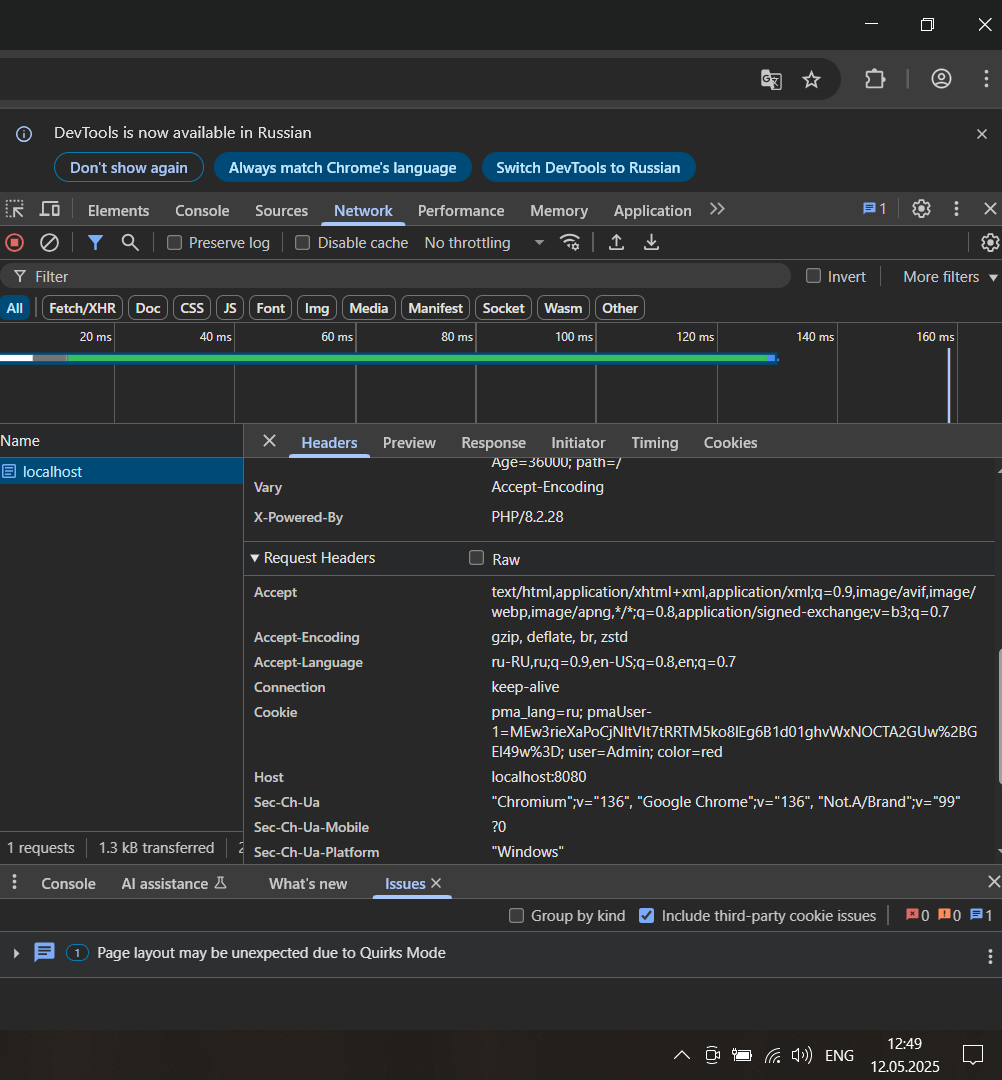 DevTools is now available in Russian
Don't show again Always match Chrome's language Switch DevTools to Russian
Elements Console Sources Network Performance Memory Application 1
Preserve log Disable cache No throttling
Filter Invert More filters
All Fetch/XHR Doc CSS JS Font Img Media Manifest Socket Wasm Other
20 ms 40 ms 60 ms 80 ms 100 ms 120 ms 140 ms 160 ms
Name Headers Preview Response Initiator Timing Cookies
localhost
Age=36000; path=/
Vary Accept-Encoding
X-Powered-By PHP/8.2.28
Request Headers Raw
Accept text/html,application/xhtml+xml,application/xml;q=0.9,image/avif,image/
webp,image/apng,*/*;q=0.8,application/signed-exchange;v=b3;q=0.7
Accept-Encoding gzip, deflate, br, zstd
Accept-Language ru-RU,ru;q=0.9,en-US;q=0.8,en;q=0.7
Connection keep-alive
Cookie pma_lang=ru; pmaUser-
Host localhost:8080
Sec-Ch-Ua "Chromium";v="136", "Google Chrome";v="136", "Not.A/Brand";v="99"
Sec-Ch-Ua-Mobile ?0
Sec-Ch-Ua-Platform "Windows"
1 requests 1.3 kB transferred
Console AI assistance What's new Issues
Group by kind Include third-party cookie issues 0 0 1
1 Page layout may be unexpected due to Quirks Mode
ENG
12:49
12.05.2025